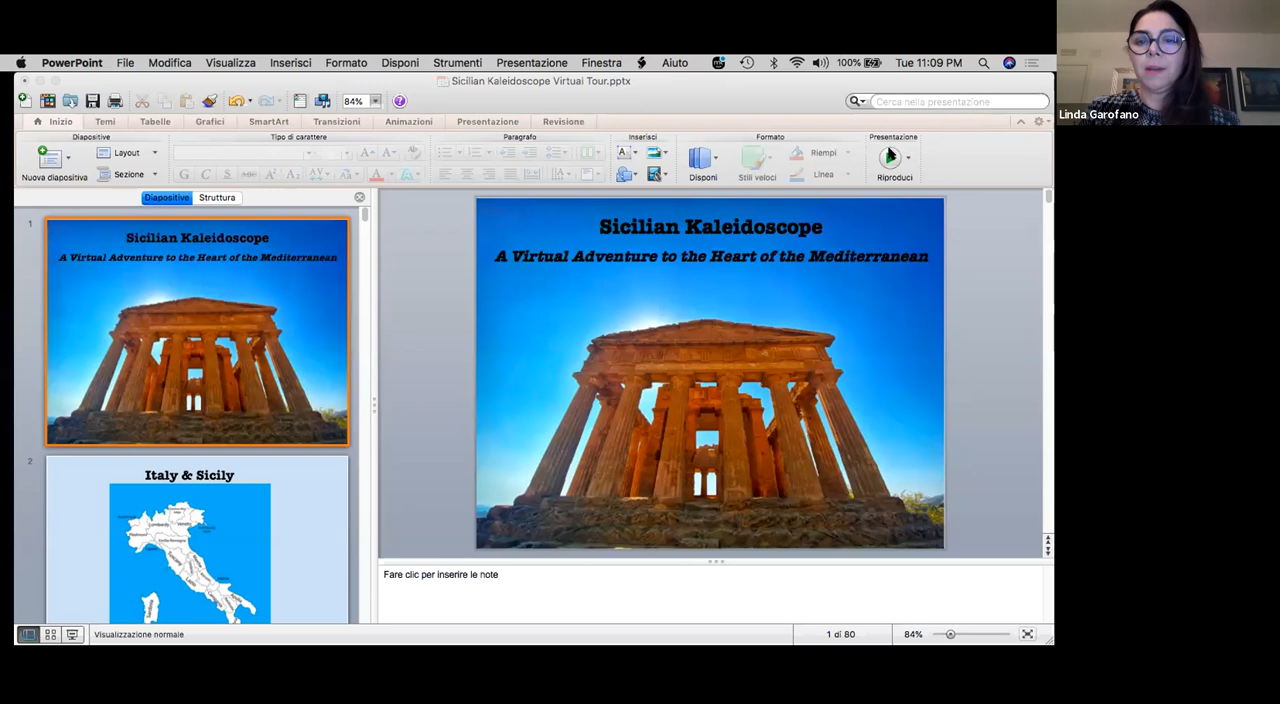 PowerPoint File Modifica Visualizza Inserisci Formato Disponi Strumenti Presentazione Finestra Aiuto 100% Tue 11:09 PM
Sicilian Kaleidoscope Virtual Tour.pptx
84% Cerca nella presentazione
Inizio Temi Tabelle Grafici SmartArt Transizioni Animazioni Presentazione Revisione
Diapositive Tipo di carattere Paragrafo Inserisci Formato Presentazione
Layout Riempi
Nuova diapositiva Sezione G C S Disponi Stili veloci Linea Riproduci
Diapositive Struttura
1
Sicilian Kaleidoscope
A Virtual Adventure to the Heart of the Mediterranean
2
Italy & Sicily
Sicilian Kaleidoscope
A Virtual Adventure to the Heart of the Mediterranean
Fare clic per inserire le note
Visualizzazione normale 1 di 80 84%
Linda Garofano